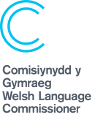 Comisiynydd y
Gymraeg
Welsh Language
Commissioner